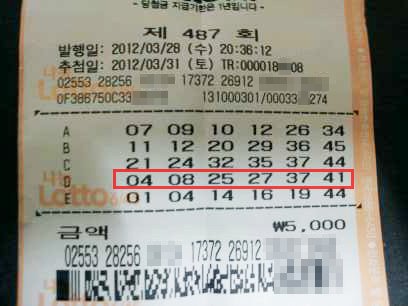 - 당첨금 지급기한은 1년입니다 -
제 487 회
발행일 : 2012/03/28 (수) 20:36:12
추첨일 : 2012/03/31 (토) TR:000018 08
02553 28256 17372 26912
0F386750C33 131000301/00033 274
A 07 09 10 12 26 34
B 11 12 20 29 36 45
C 21 24 32 35 37 44
D 04 08 25 27 37 41
E 01 04 14 16 19 44
금액 ₩5,000
02553 28256 17372 26912